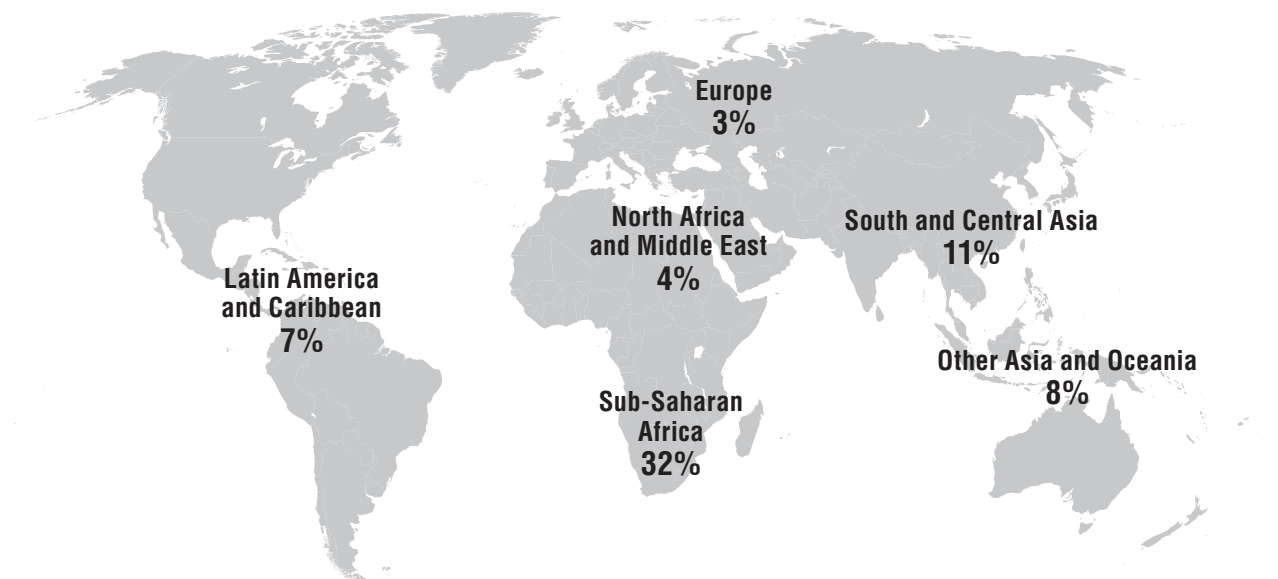 Europe
3%
North Africa
and Middle East
4%
South and Central Asia
11%
Latin America
and Caribbean
7%
Other Asia and Oceania
8%
Sub-Saharan
Africa
32%